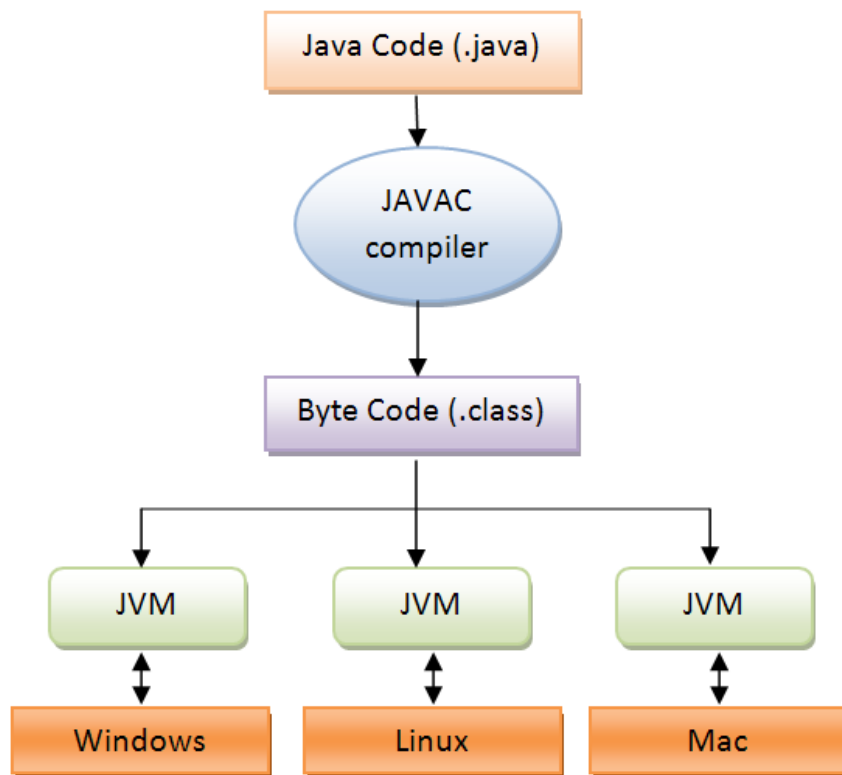 Java Code (.java)
JAVAC
compiler
Byte Code (.class)
JVM
JVM
JVM
Windows
Linux
Mac